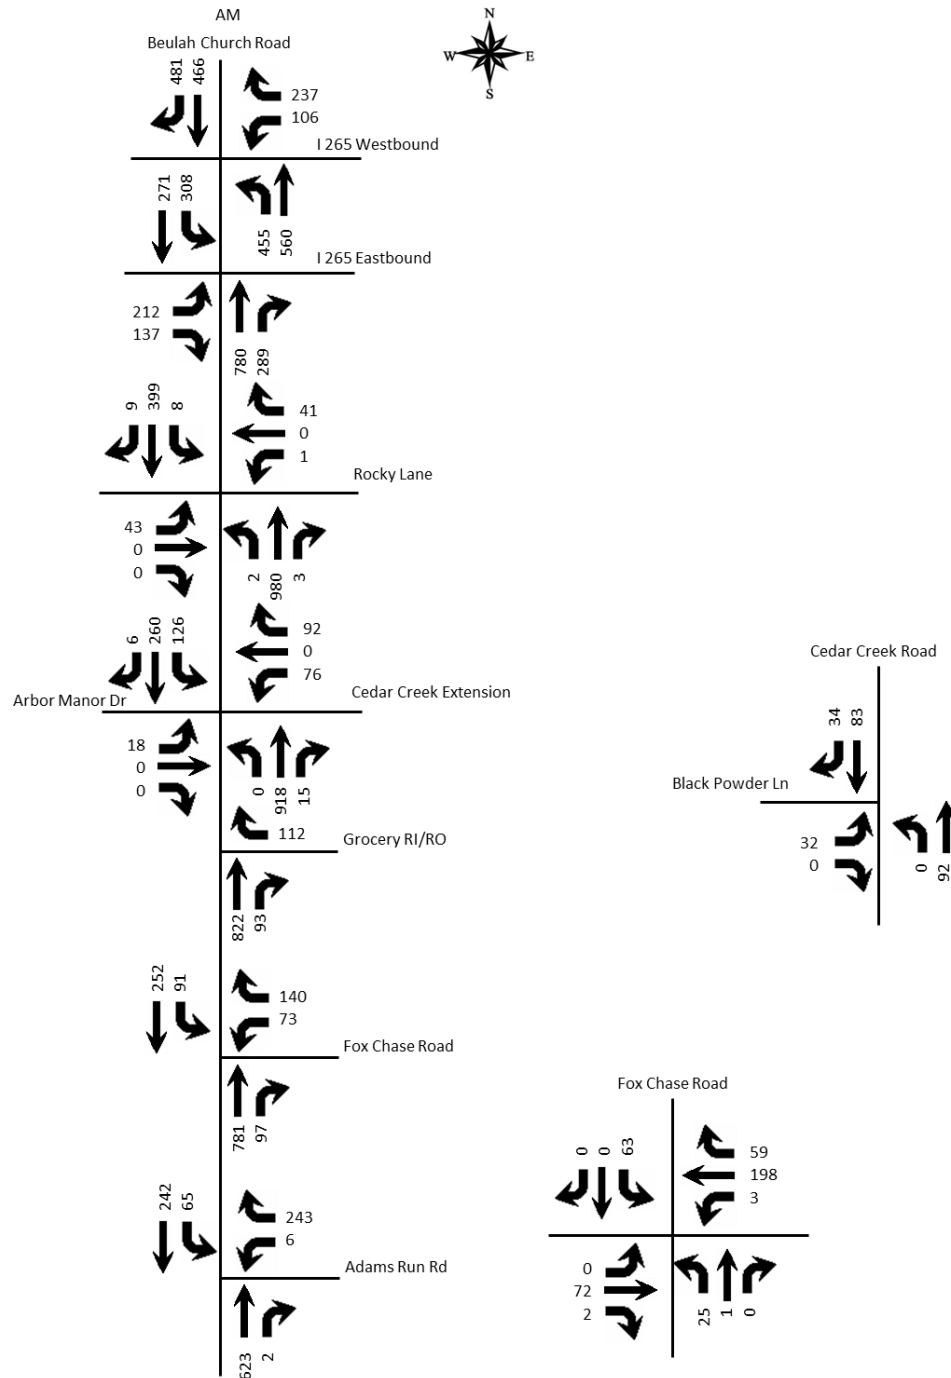 AM
Beulah Church Road
N
W E
S
481 466
237
106
I 265 Westbound
271 308
455 560
I 265 Eastbound
212
137
780 289
9 399 8
41
0
1
Rocky Lane
43
0
0
2 980 3
6 260 126
92
0
76
Arbor Manor Dr
Cedar Creek Extension
18
0
0
0 918 15
112
Grocery RI/RO
822 93
252 91
140
73
Fox Chase Road
781 97
242 65
243
6
Adams Run Rd
623 2
Cedar Creek Road
34 83
Black Powder Ln
32
0
0 92
Fox Chase Road
0 0 63
59
198
3
0
72
2
25 1 0